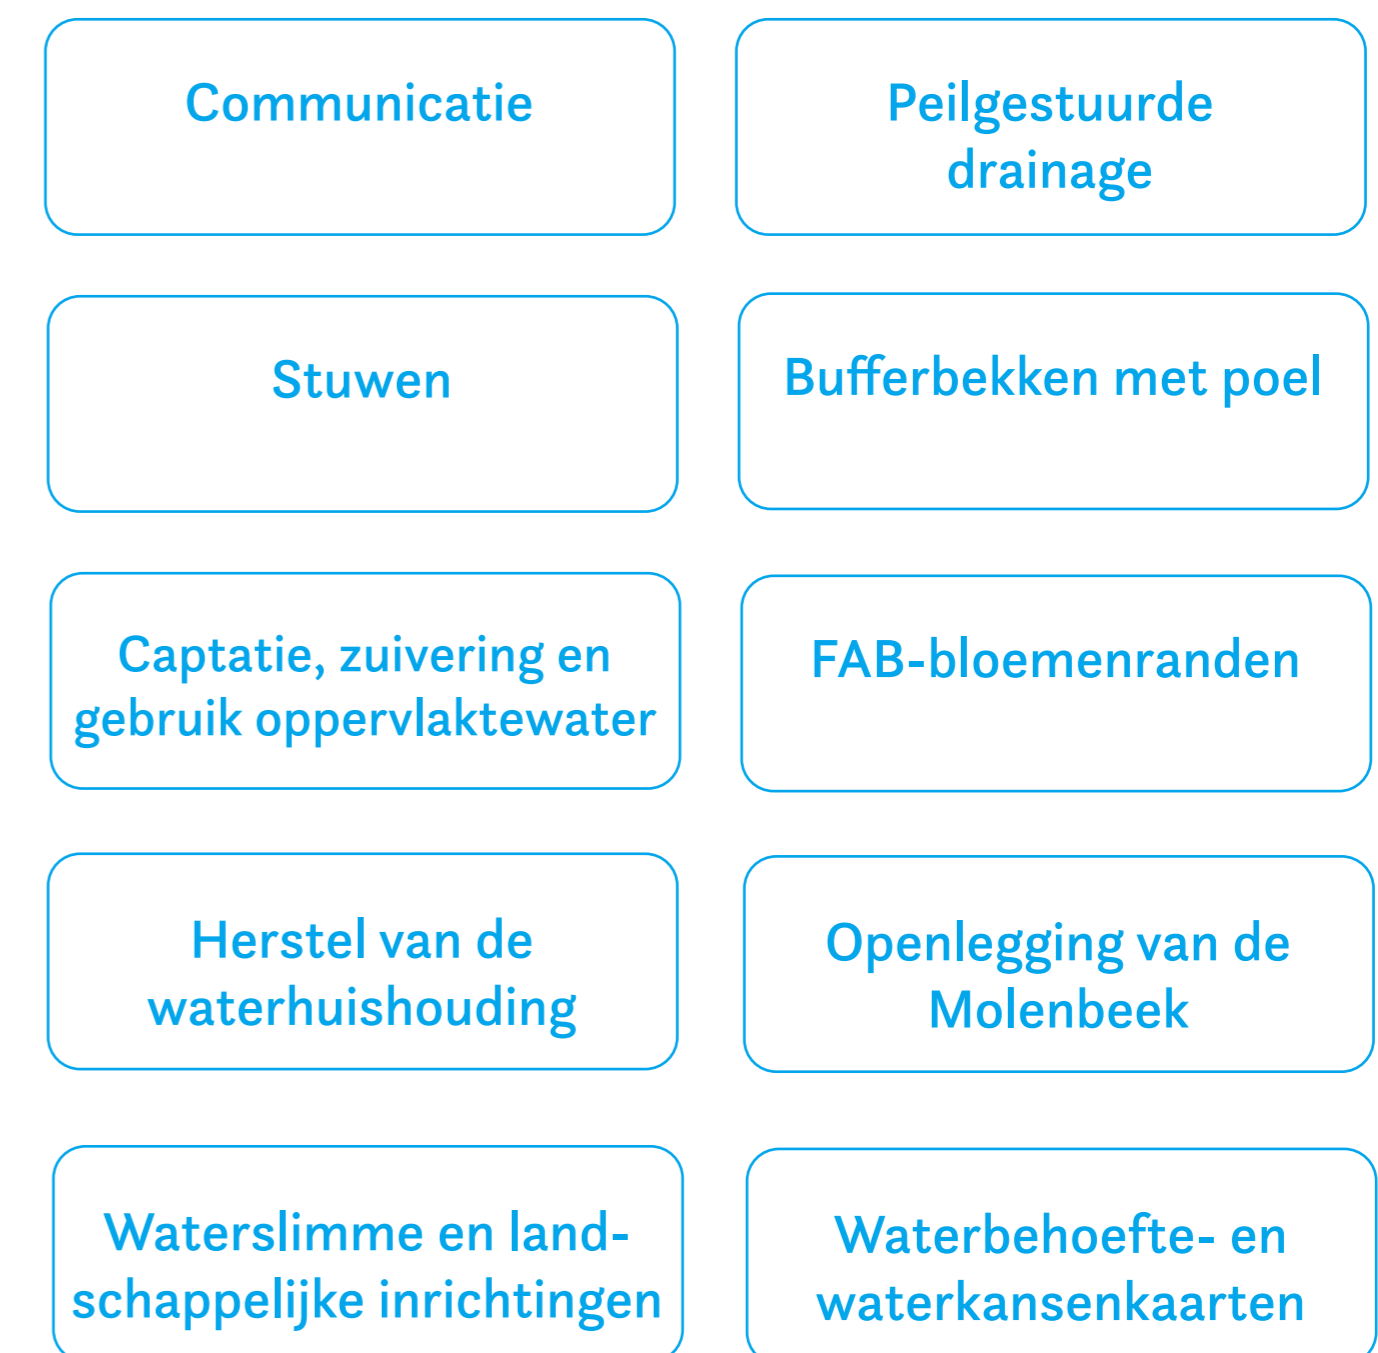 Communicatie
Peilgestuurde
drainage
Stuwen
Bufferbekken met poel
Captatie, zuivering en
gebruik oppervlaktewater
FAB-bloemenranden
Herstel van de
waterhuishouding
Openlegging van de
Molenbeek
Waterslimme en land-
schappelijke inrichtingen
Waterbehoefte- en
waterkansenkaarten